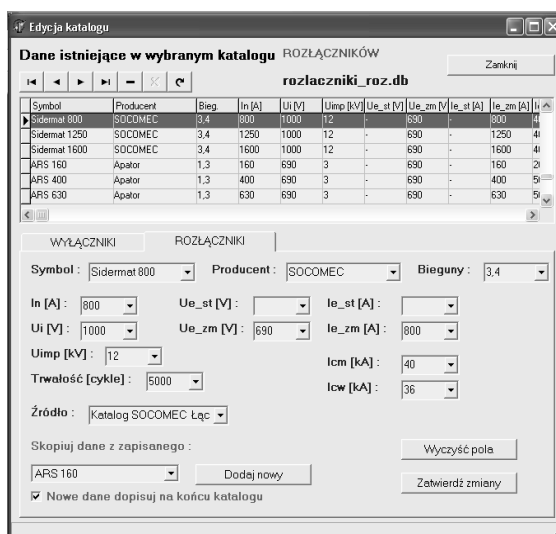 Edycja katalogu
Dane istniejące w wybranym katalogu ROZŁĄCZNIKÓW
Zamknij
rozlaczniki_roz.db
Symbol Producent Bieg. In [A] Ui [V] Uimp [kV] Ue_st [V] Ue_zm [V Ie_st [A] Ie_zm [A]
Sidermat 800 SOCOMEC 3,4 800 1000 12 - 690 - 800
Sidermat 1250 SOCOMEC 3,4 1250 1000 12 - 690 - 1250
Sidermat 1600 SOCOMEC 3,4 1600 1000 12 - 690 - 1600
ARS 160 Apator 1,3 160 690 3 - 690 - 160
ARS 400 Apator 1,3 400 690 3 - 690 - 400
ARS 630 Apator 1,3 630 690 3 - 690 - 630
WYŁĄCZNIKI ROZŁĄCZNIKI
Symbol : Sidermat 800 Producent : SOCOMEC Bieguny : 3,4
In [A] : 800 Ue_st [V] : Ie_st [A] :
Ui [V] : 1000 Ue_zm [V] : 690 Ie_zm [A] : 800
Uimp [kV] : 12 Icm [kA] : 40
Trwałość [cykle] : 5000 Icw [kA] : 36
Źródło : Katalog SOCOMEC Łąc
Skopiuj dane z zapisanego : Wyczyść pola
ARS 160 Dodaj nowy Zatwierdź zmiany
Nowe dane dopisuj na końcu katalogu